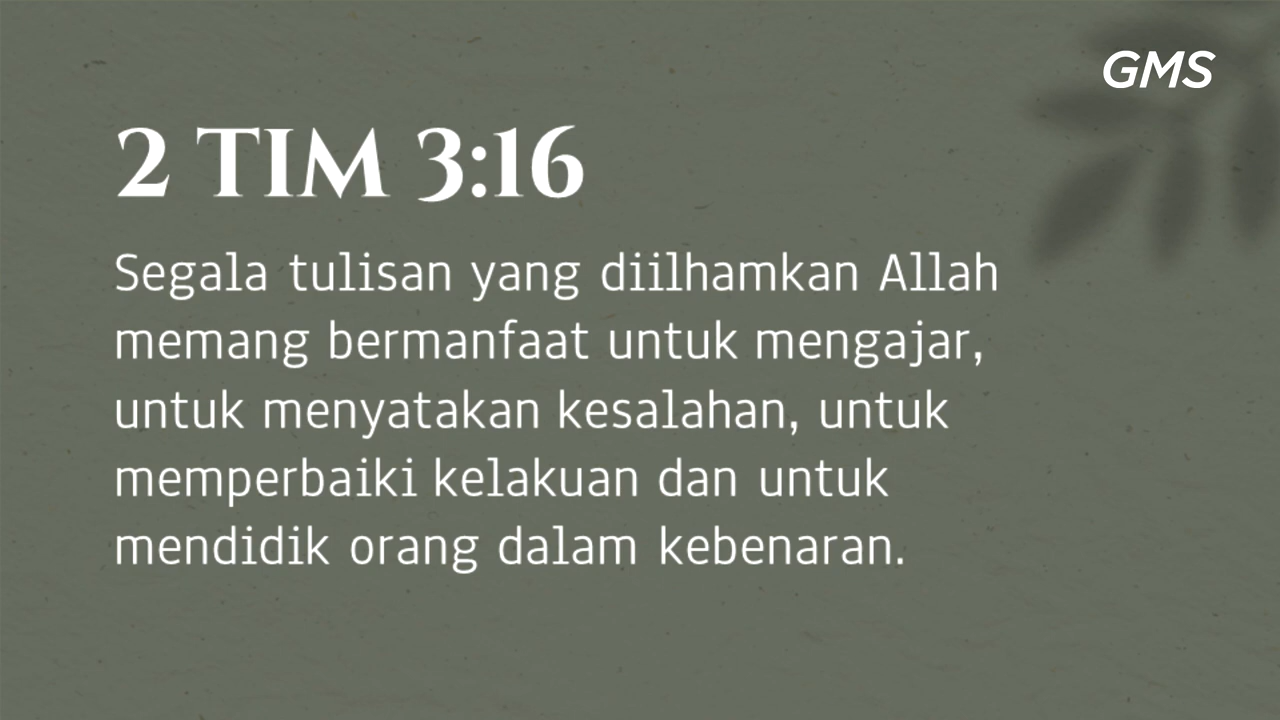 GMS
2 TIM 3:16
Segala tulisan yang diilhamkan Allah
memang bermanfaat untuk mengajar,
untuk menyatakan kesalahan, untuk
memperbaiki kelakuan dan untuk
mendidik orang dalam kebenaran.